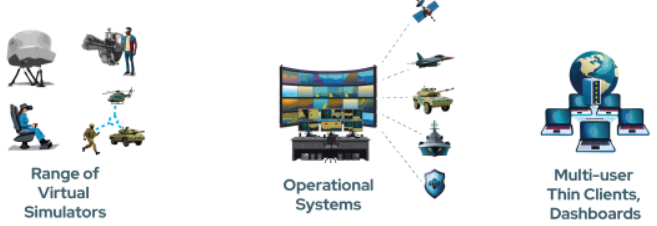 Range of
Virtual
Simulators
Operational
Systems
Multi-user
Thin Clients,
Dashboards